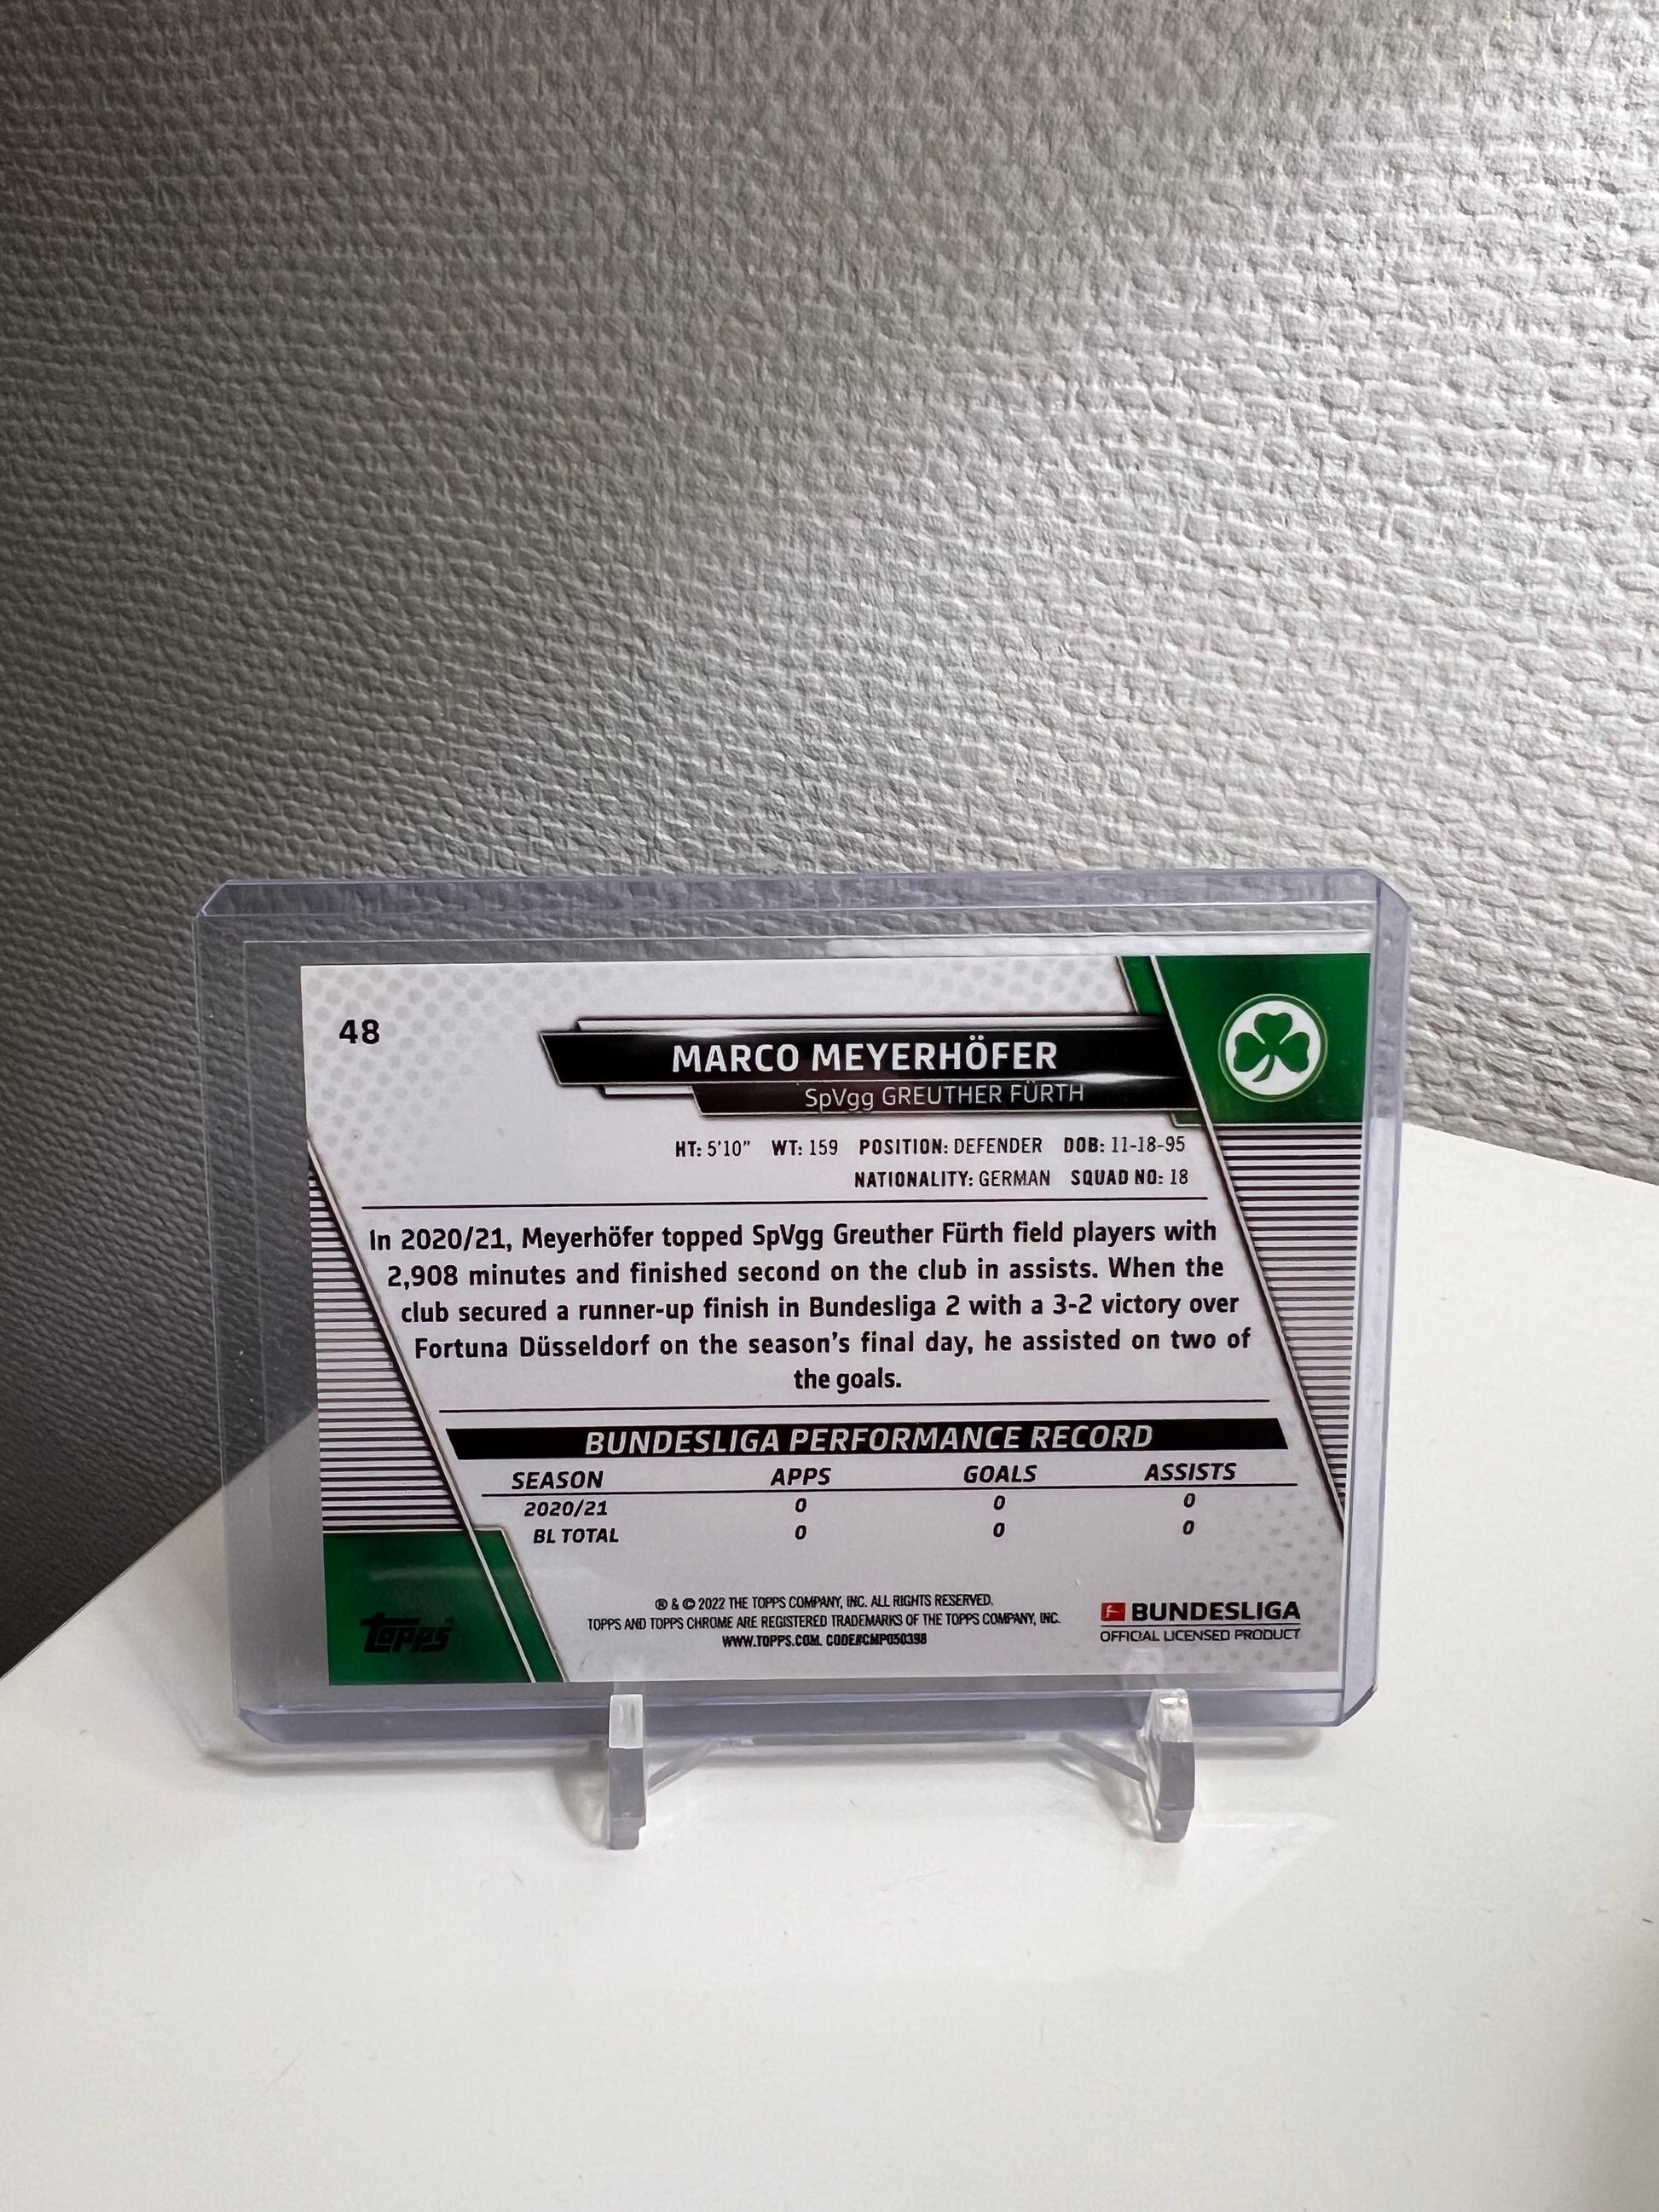 48
MARCO MEYERHÖFER
SpVgg GREUTHER FÜRTH
HT: 5'10" WT: 159 POSITION: DEFENDER DOB: 11-18-95
NATIONALITY: GERMAN SQUAD NO: 18
In 2020/21, Meyerhöfer topped SpVgg Greuther Fürth field players with
2,908 minutes and finished second on the club in assists. When the
club secured a runner-up finish in Bundesliga 2 with a 3-2 victory over
Fortuna Düsseldorf on the season's final day, he assisted on two of
the goals.
BUNDESLIGA PERFORMANCE RECORD
SEASON APPS GOALS ASSISTS
2020/21 0 0 0
BL TOTAL 0 0 0
® & © 2022 THE TOPPS COMPANY, INC. ALL RIGHTS RESERVED.
TOPPS AND TOPPS CHROME ARE REGISTERED TRADEMARKS OF THE TOPPS COMPANY, INC.
WWW.TOPPS.COM. CODE#CMP050398
topps
BUNDESLIGA
OFFICIAL LICENSED PRODUCT